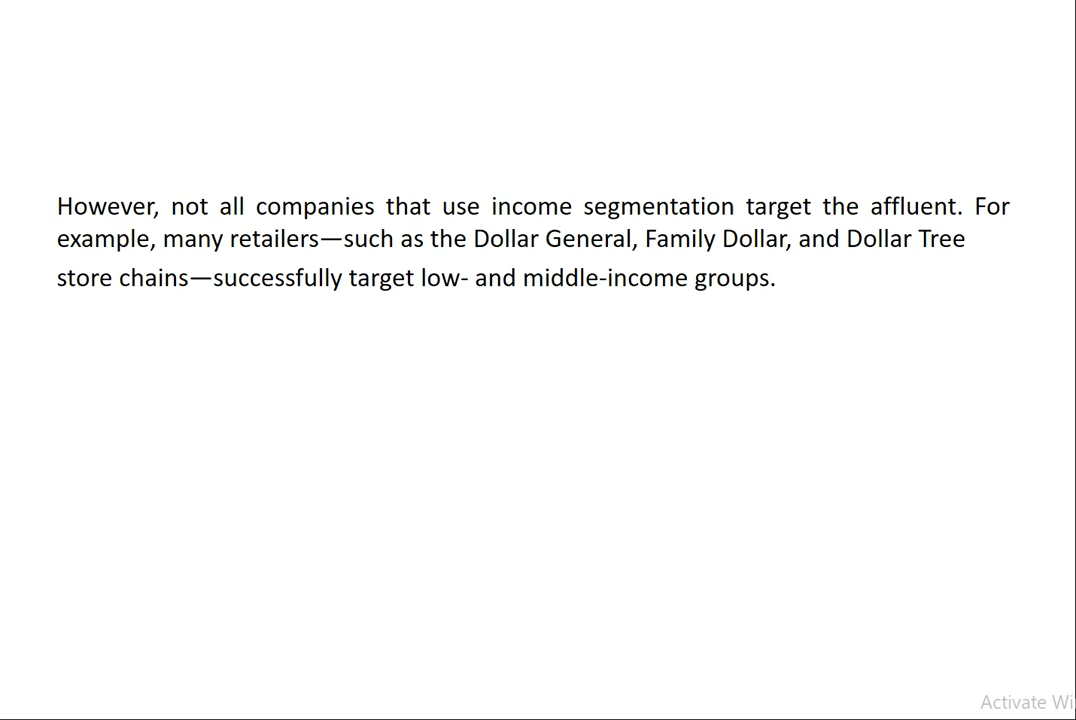 However, not all companies that use income segmentation target the affluent. For
example, many retailers—such as the Dollar General, Family Dollar, and Dollar Tree
store chains—successfully target low- and middle-income groups.
Activate Wi